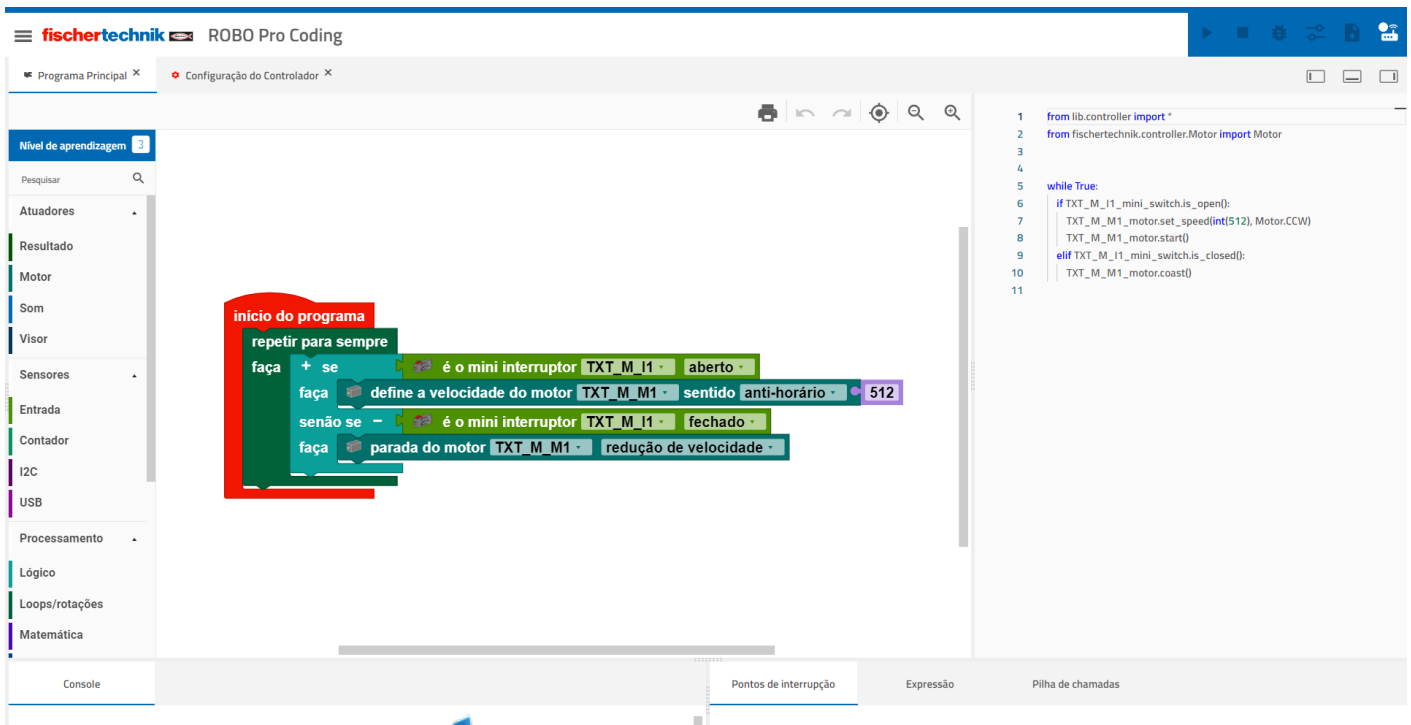 fischertechnik ROBO Pro Coding
Programa Principal ×
Configuração do Controlador ×
Nível de aprendizagem 3
Pesquisar
Atuadores
Resultado
Motor
Som
Visor
Sensores
Entrada
Contador
I2C
USB
Processamento
Lógico
Loops/rotações
Matemática
início do programa
repetir para sempre
faça + se é o mini interruptor TXT_M_I1 aberto
faça define a velocidade do motor TXT_M_M1 sentido anti-horário 512
senão se − é o mini interruptor TXT_M_I1 fechado
faça parada do motor TXT_M_M1 redução de velocidade
1 from lib.controller import *
2 from fischertechnik.controller.Motor import Motor
3
4
5 while True:
6 if TXT_M_I1_mini_switch.is_open():
7 TXT_M_M1_motor.set_speed(int(512), Motor.CCW)
8 TXT_M_M1_motor.start()
9 elif TXT_M_I1_mini_switch.is_closed():
10 TXT_M_M1_motor.coast()
11
Console
Pontos de interrupção
Expressão
Pilha de chamadas